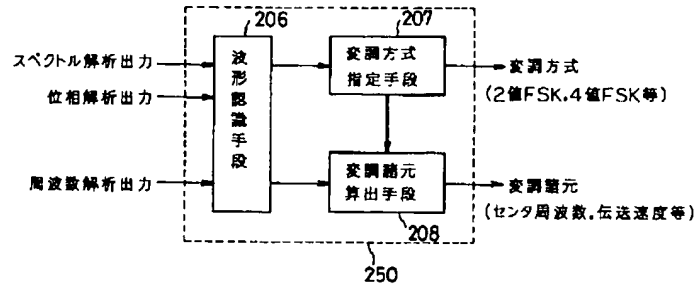 206
207
スペクトル解析出力
位相解析出力
周波数解析出力
波形認識手段
変調方式
指定手段
変調方式
(2値FSK.4値FSK等)
変調諸元
算出手段
208
変調諸元
(センタ周波数.伝送速度等)
250